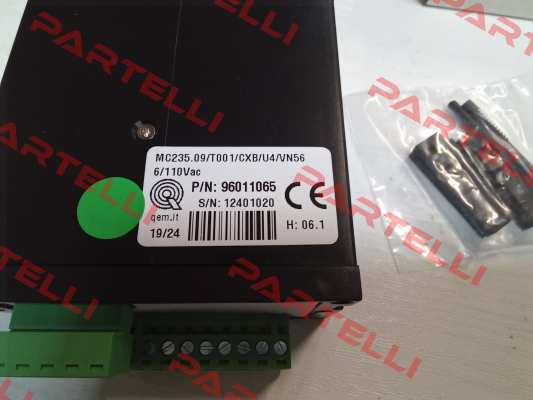 PARTELLI
PARTELLI
PARTELLI
PARTELLI
PARTELLI
PARTELLI
MC235.09/T001/CXB/U4/VN56
6/110Vac
P/N: 96011065
S/N: 12401020
qem.it
19/24
CE
H: 06.1